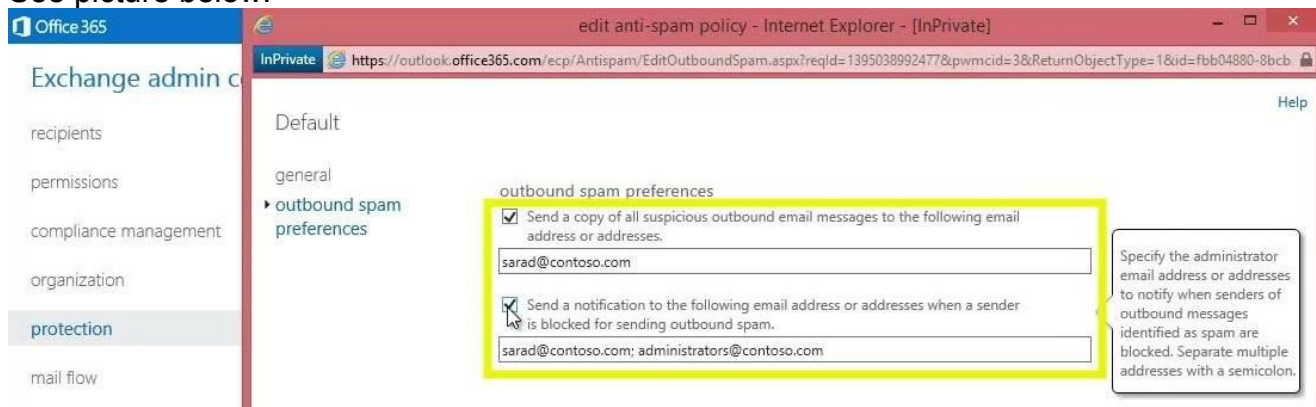 See picture below:
Office 365
edit anti-spam policy - Internet Explorer - [InPrivate]
InPrivate https://outlook.office365.com/ecp/Antispam/EditOutboundSpam.aspx?reqId=1395038992477&pwmcid=3&ReturnObjectType=1&id=fbb04880-8bcb
Exchange admin c
Help
recipients
permissions
compliance management
organization
protection
mail flow
Default
general
outbound spam
preferences
outbound spam preferences
Send a copy of all suspicious outbound email messages to the following email
address or addresses.
sarad@contoso.com
Send a notification to the following email address or addresses when a sender
is blocked for sending outbound spam.
sarad@contoso.com; administrators@contoso.com
Specify the administrator
email address or addresses
to notify when senders of
outbound messages
identified as spam are
blocked. Separate multiple
addresses with a semicolon.